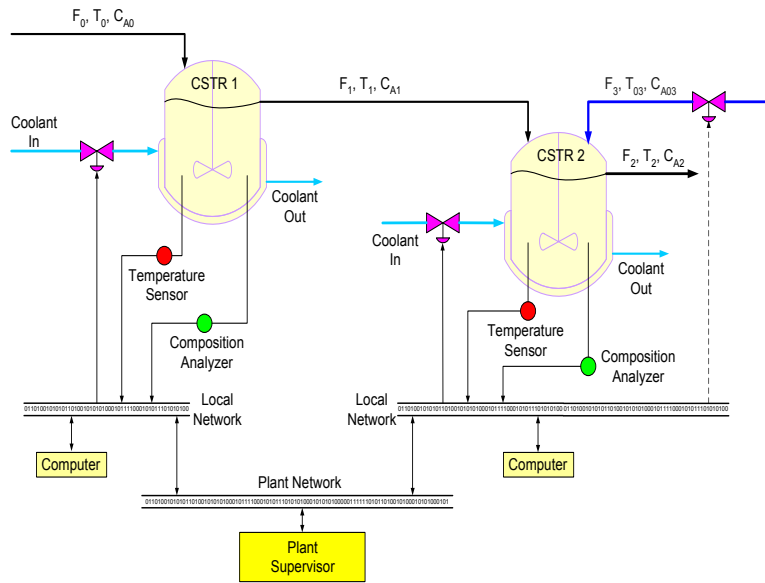 F0, T0, CA0
CSTR 1
F1, T1, CA1
F3, T03, CA03
Coolant
In
CSTR 2
F2, T2, CA2
Coolant
Out
Coolant
In
Coolant
Out
Temperature
Sensor
Temperature
Sensor
Composition
Analyzer
Composition
Analyzer
Local
Network
Local
Network
Computer
Computer
Plant Network
Plant
Supervisor